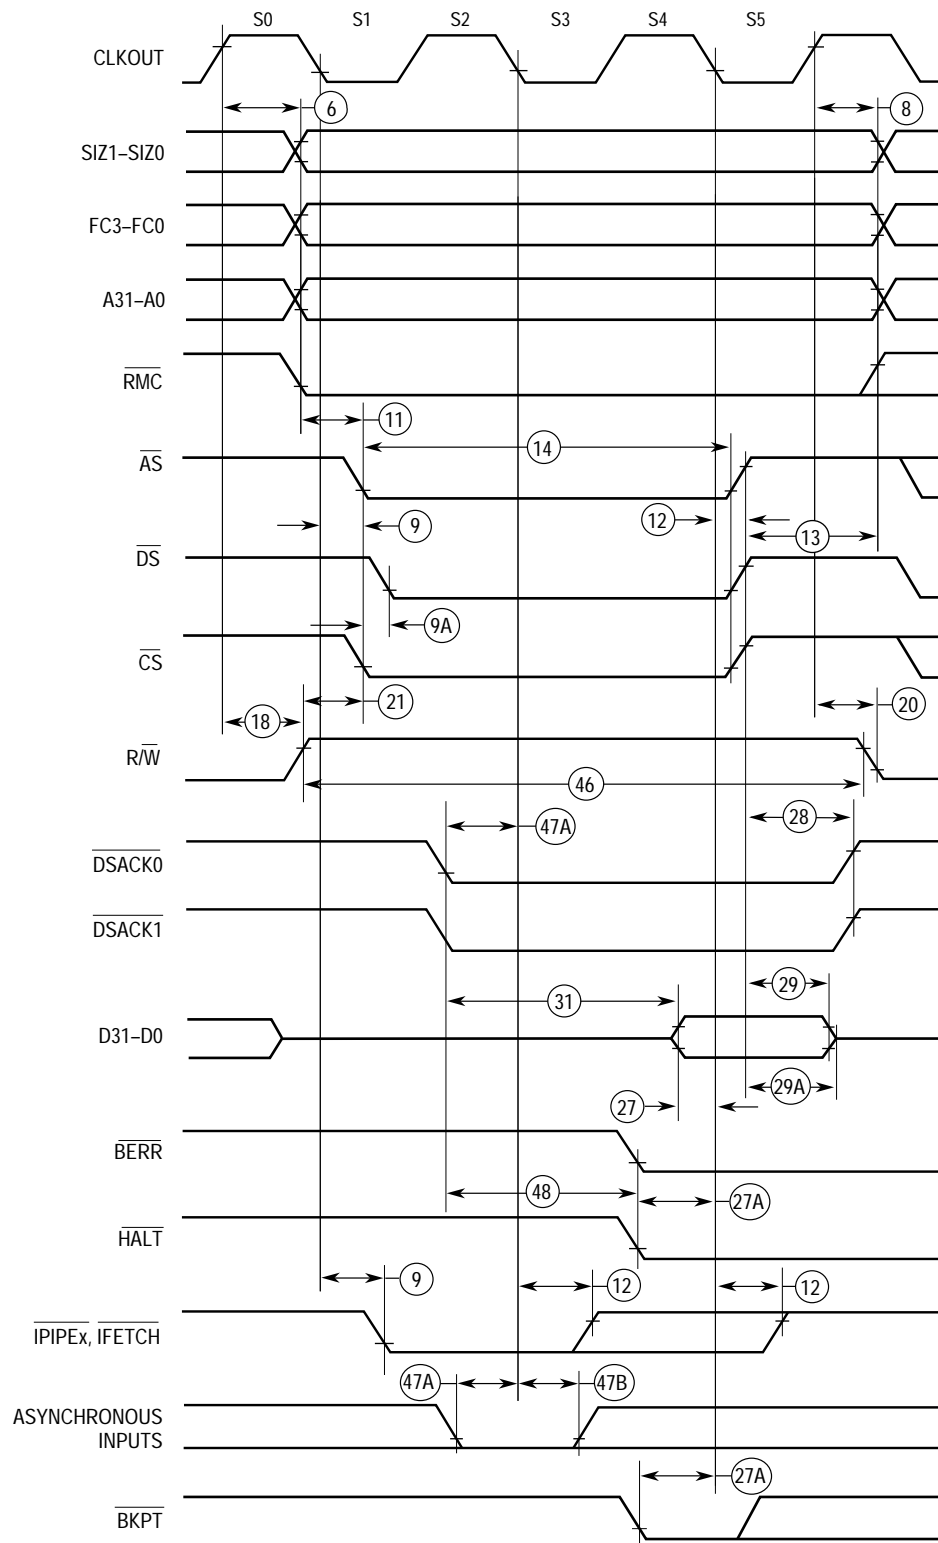 S0 S1 S2 S3 S4 S5
CLKOUT
6 8
SIZ1–SIZ0
FC3–FC0
A31–A0
RMC
11
14
AS
9 12 13
DS
9A
CS
21 20
18
R/W
46
47A 28
DSACK0
DSACK1
31 29
D31–D0
29A
27
BERR
48 27A
HALT
9 12 12
IPIPEx, IFETCH
47A 47B
ASYNCHRONOUS
INPUTS
27A
BKPT